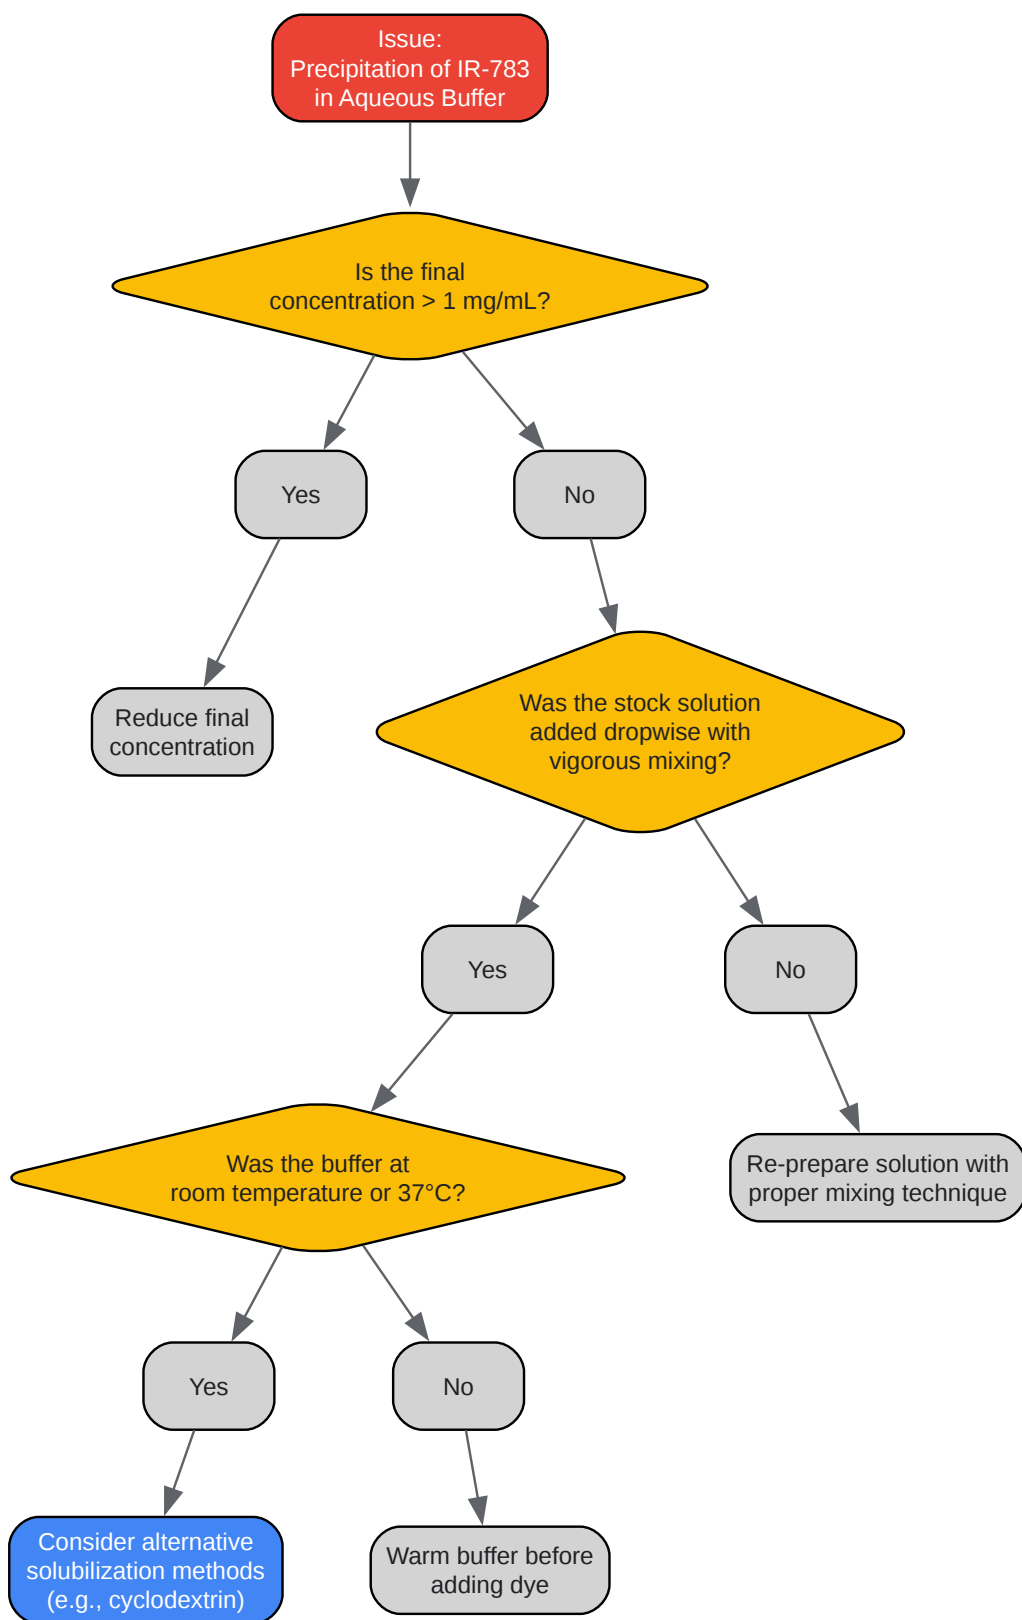 Issue:
Precipitation of IR-783
in Aqueous Buffer
Is the final
concentration > 1 mg/mL?
Yes
No
Reduce final
concentration
Was the stock solution
added dropwise with
vigorous mixing?
Yes
No
Was the buffer at
room temperature or 37°C?
Re-prepare solution with
proper mixing technique
Yes
No
Consider alternative
solubilization methods
(e.g., cyclodextrin)
Warm buffer before
adding dye